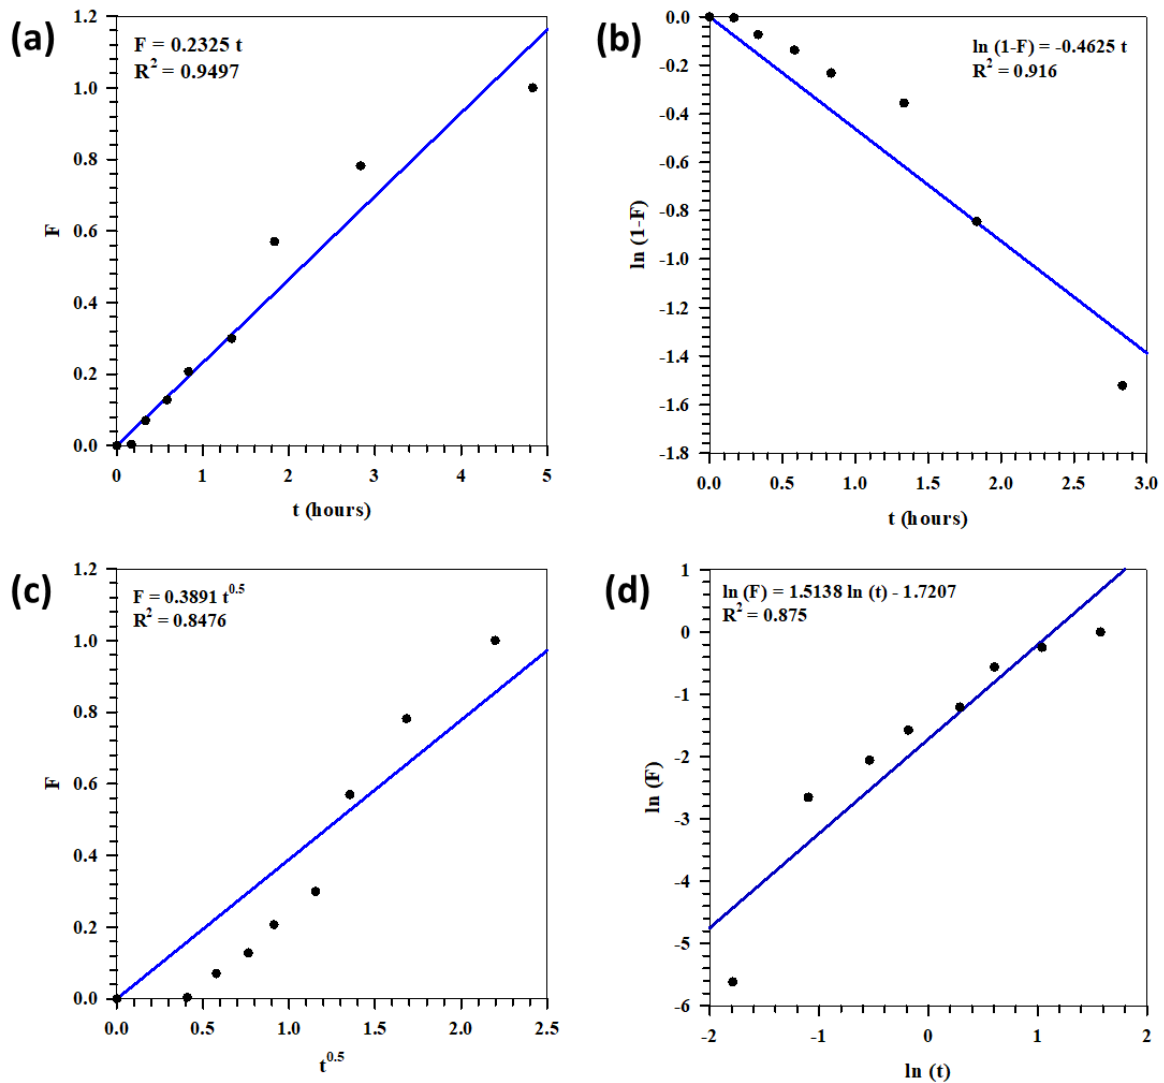 (a)
F = 0.2325 t
R² = 0.9497
1.2
1.0
0.8
0.6
0.4
0.2
0.0
F
0 1 2 3 4 5
t (hours)
(b)
ln (1-F) = -0.4625 t
R² = 0.916
0.0
-0.2
-0.4
-0.6
-0.8
-1.0
-1.2
-1.4
-1.6
-1.8
ln (1-F)
0.0 0.5 1.0 1.5 2.0 2.5 3.0
t (hours)
(c)
F = 0.3891 t^0.5
R² = 0.8476
1.2
1.0
0.8
0.6
0.4
0.2
0.0
F
0.0 0.5 1.0 1.5 2.0 2.5
t^0.5
(d)
ln (F) = 1.5138 ln (t) - 1.7207
R² = 0.875
1
0
-1
-2
-3
-4
-5
-6
ln (F)
-2 -1 0 1 2
ln (t)